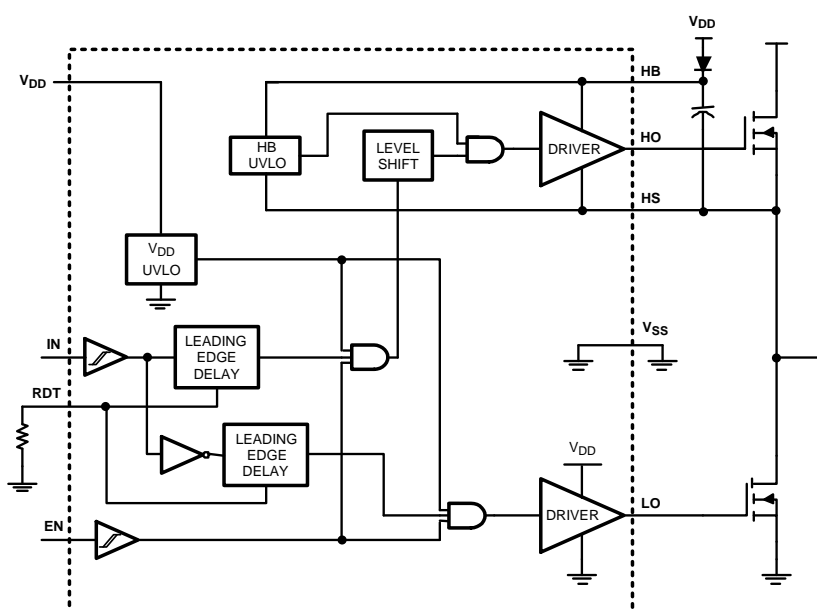 VDD
VDD
HB
HB
UVLO
LEVEL
SHIFT
DRIVER
HO
HS
VDD
UVLO
VSS
IN
LEADING
EDGE
DELAY
RDT
LEADING
EDGE
DELAY
VDD
DRIVER
LO
EN